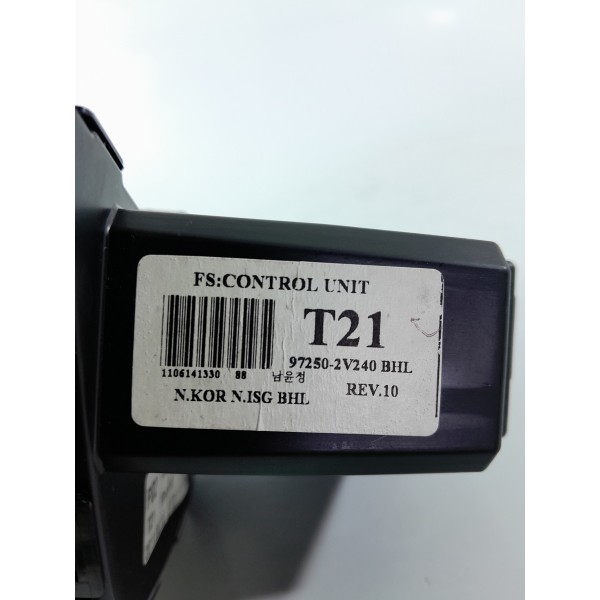 FS:CONTROL UNIT
T21
97250-2V240 BHL
1106141330 88 남윤정
REV.10
N.KOR N.ISG BHL